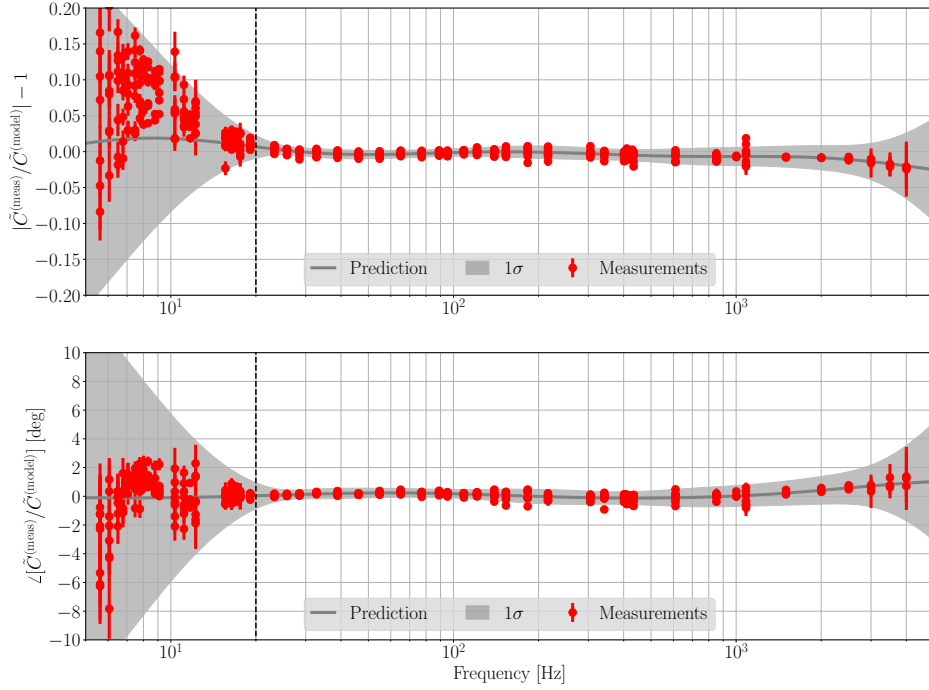 0.20
0.15
0.10
0.05
0.00
−0.05
−0.10
−0.15
−0.20
|C̃^(meas)/C̃^(model)| − 1
Prediction 1σ Measurements
10^1 10^2 10^3
10
8
6
4
2
0
−2
−4
−6
−8
−10
∠[C̃^(meas)/C̃^(model)] [deg]
Prediction 1σ Measurements
10^1 10^2 10^3
Frequency [Hz]